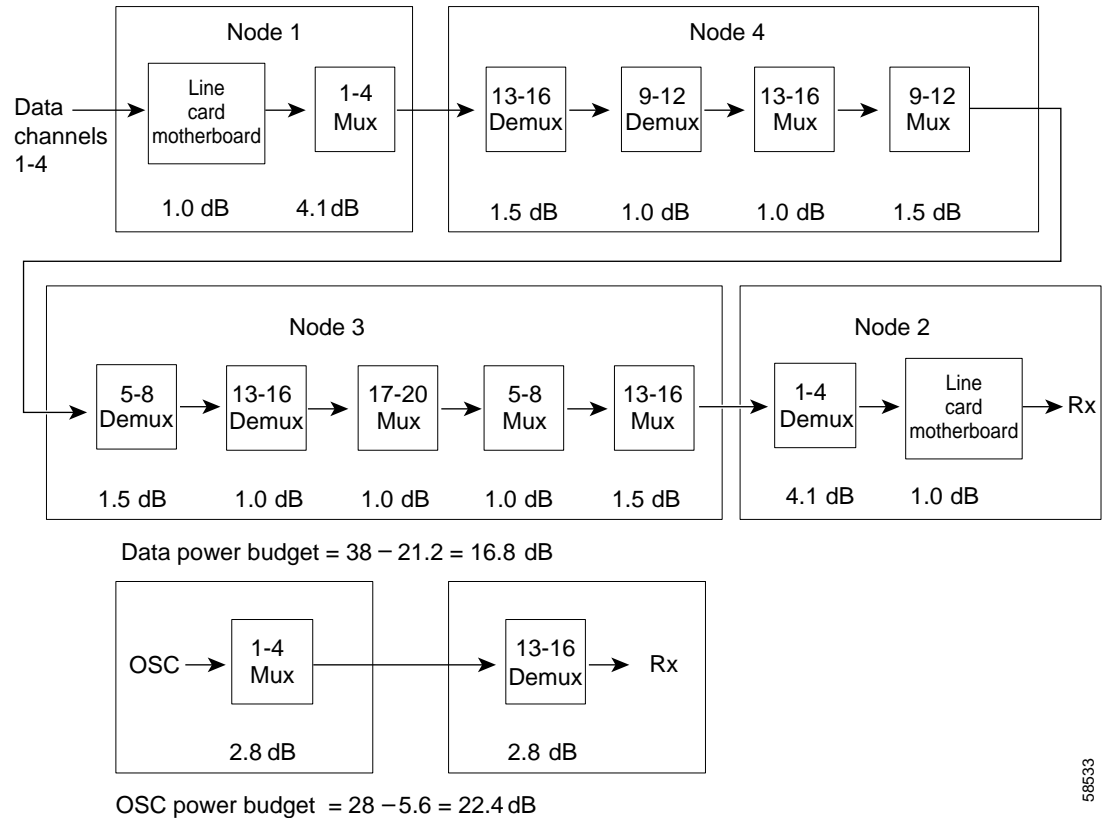 Node 1
Node 4
Data
channels
1-4
Line
card
motherboard
1-4
Mux
13-16
Demux
9-12
Demux
13-16
Mux
9-12
Mux
1.0 dB
4.1 dB
1.5 dB
1.0 dB
1.0 dB
1.5 dB
Node 3
Node 2
5-8
Demux
13-16
Demux
17-20
Mux
5-8
Mux
13-16
Mux
1-4
Demux
Line
card
motherboard
Rx
1.5 dB
1.0 dB
1.0 dB
1.0 dB
1.5 dB
4.1 dB
1.0 dB
Data power budget = 38 – 21.2 = 16.8 dB
OSC
1-4
Mux
13-16
Demux
Rx
2.8 dB
2.8 dB
OSC power budget = 28 – 5.6 = 22.4 dB
58533